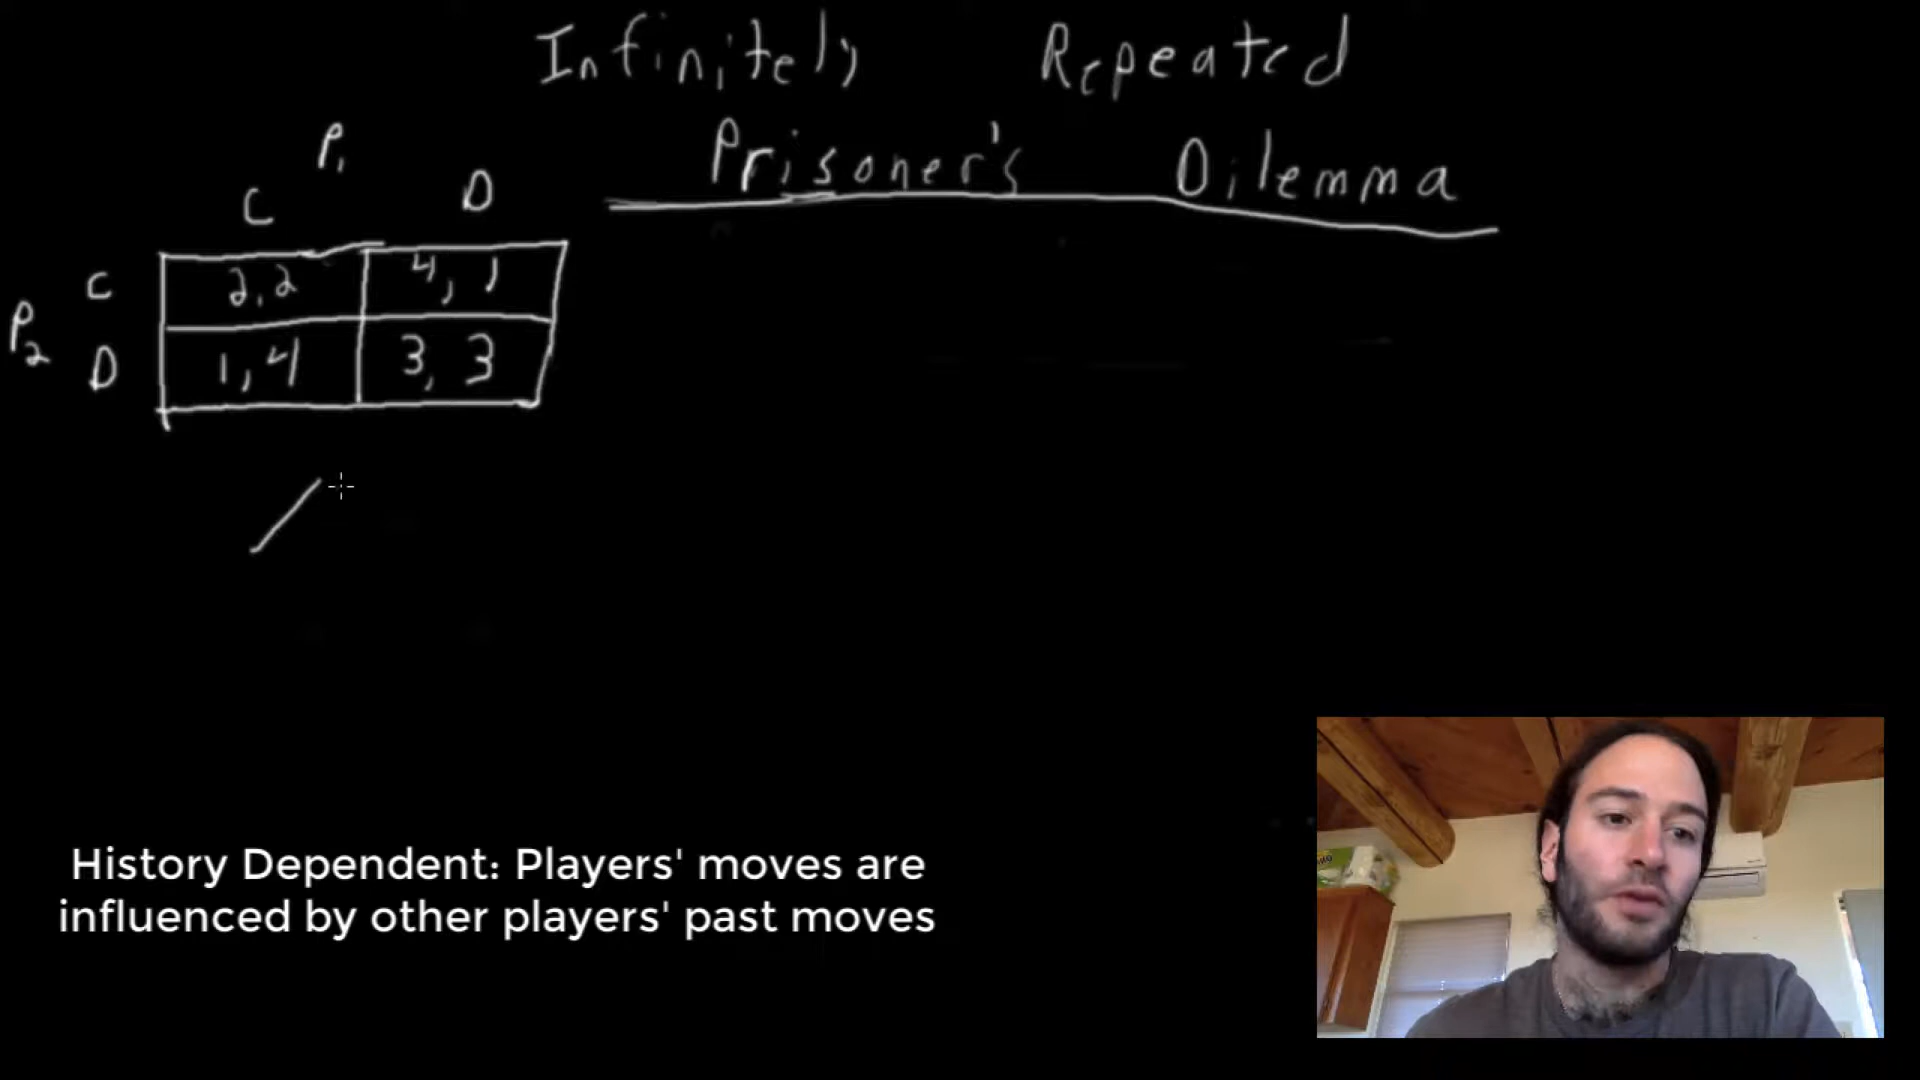 Infinitely Repeated
Prisoner's Dilemma
P1
C D
C 2,2 4,1
P2
D 1,4 3,3
History Dependent: Players' moves are
influenced by other players' past moves